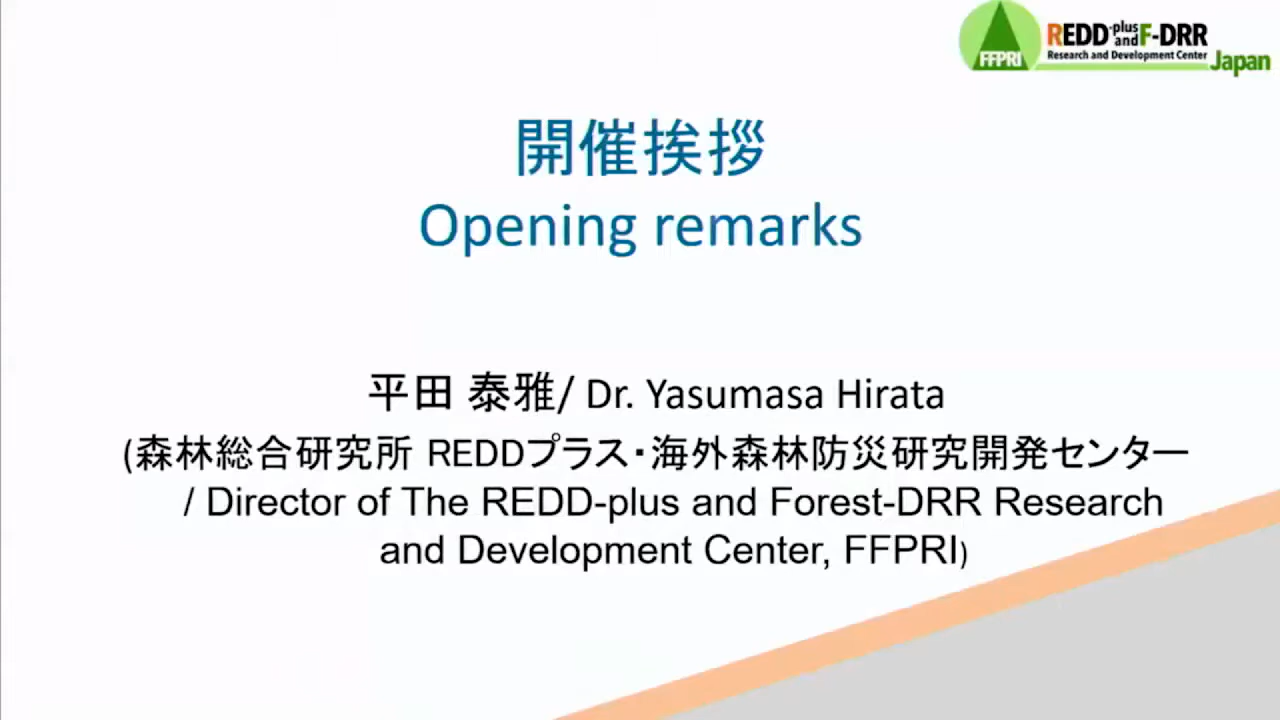 FFPRI
REDD-plus and F-DRR
Research and Development Center
Japan
開催挨拶
Opening remarks
平田 泰雅/ Dr. Yasumasa Hirata
(森林総合研究所 REDDプラス・海外森林防災研究開発センター
/ Director of The REDD-plus and Forest-DRR Research
and Development Center, FFPRI)